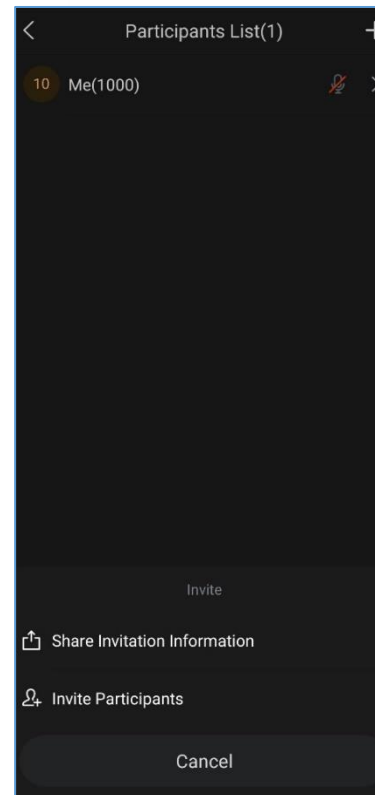 Participants List(1)
10 Me(1000)
Invite
Share Invitation Information
Invite Participants
Cancel